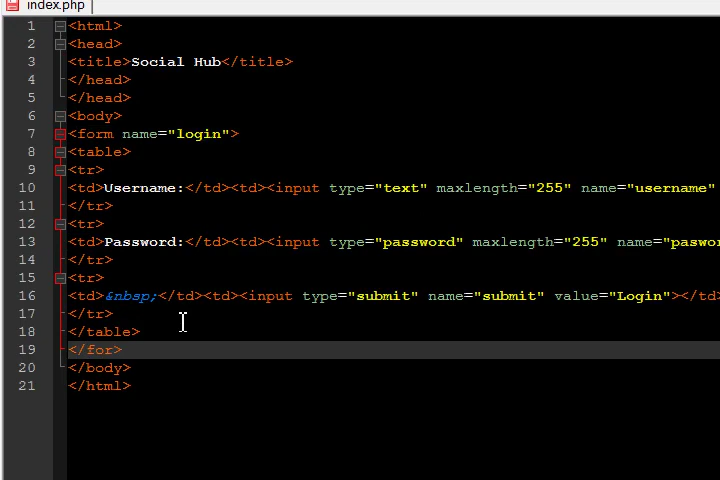 index.php
1 <html>
2 <head>
3 <title>Social Hub</title>
4 </head>
5 </head>
6 <body>
7 <form name="login">
8 <table>
9 <tr>
10 <td>Username:</td><td><input type="text" maxlength="255" name="username"
11 </tr>
12 <tr>
13 <td>Password:</td><td><input type="password" maxlength="255" name="paswo
14 </tr>
15 <tr>
16 <td>&nbsp;</td><td><input type="submit" name="submit" value="Login"></td>
17 </tr>
18 </table>
19 </for>
20 </body>
21 </html>